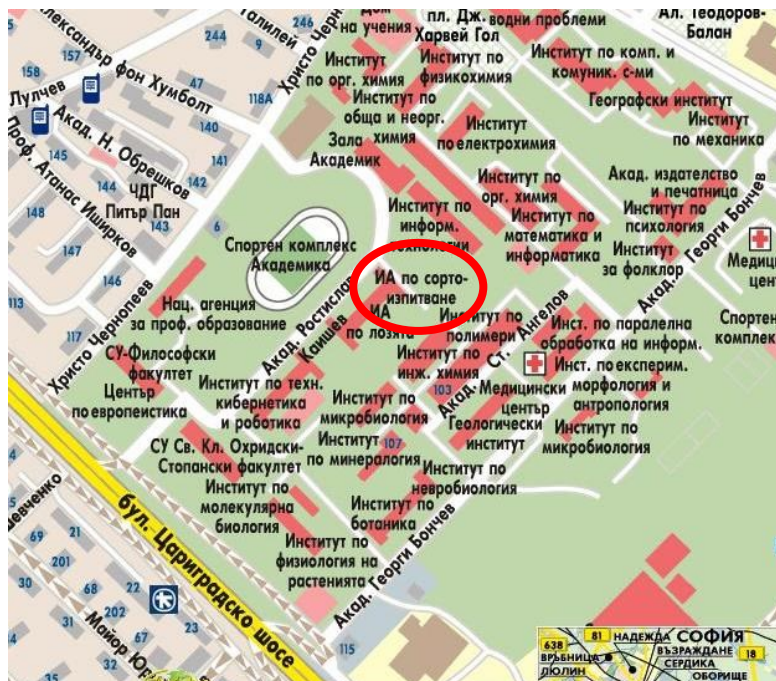 Дом
на учения
пл. Дж.
Харвей Гол
водни проблеми
Ал. Теодоров-
Балан
Галилей
246
244
9
Александър фон Хумболт
157
158
Лулчев
47
118А
Христо Чернопеев
Институт
по орг. химия
Институт по
физикохимия
Институт по комп. и
комуник. с-ми
Институт по
обща и неорг.
химия
Географски институт
Институт
по механика
Зала
Академик
Институт
по електрохимия
Акад. Н. Обрешков
Проф. Атанас Иширков
140
141
142
145
144
143
ЧДГ
Питър Пан
148
147
146
113
117
6
Институт по
орг. химия
Акад. издателство
и печатница
Институт по
психология
Институт по
информ.
технологии
Институт по
математика и
информатика
Институт
за фолклор
Акад. Георги Бончев
Спортен комплекс
Академика
ИА по сорто-
изпитване
ИА
по лозята
Нац. агенция
за проф. образование
Акад. Ростислав
Каишев
Институт по
полимери
Акад. Ст. Ангелов
Христо Чернопеев
СУ-Философски
факултет
Център
по европеистика
Институт по
инж. химия
Инст. по паралелна
обработка на информ.
Инст. по експерим.
морфология и
антропология
Институт по техн.
кибернетика
и роботика
103
Медицински
център
Институт по
микробиология
Геологически
институт
Институт по
микробиология
СУ Св. Кл. Охридски-
Стопански факултет
Институт
по минералогия
107
Институт по
невробиология
Институт по
молекулярна
биология
Институт по
ботаника
Институт по
физиология на
растенията
Акад. Георги Бончев
бул. Цариградско шосе
69
21
201
30
68
22
202
31
67
23
32
35
115
638
81
НАДЕЖДА
СОФИЯ
ВРЪБНИЦА
ВЪЗРАЖДАНЕ
18
ЛЮЛИН
СЕРДИКА
ОБОРИЩЕ